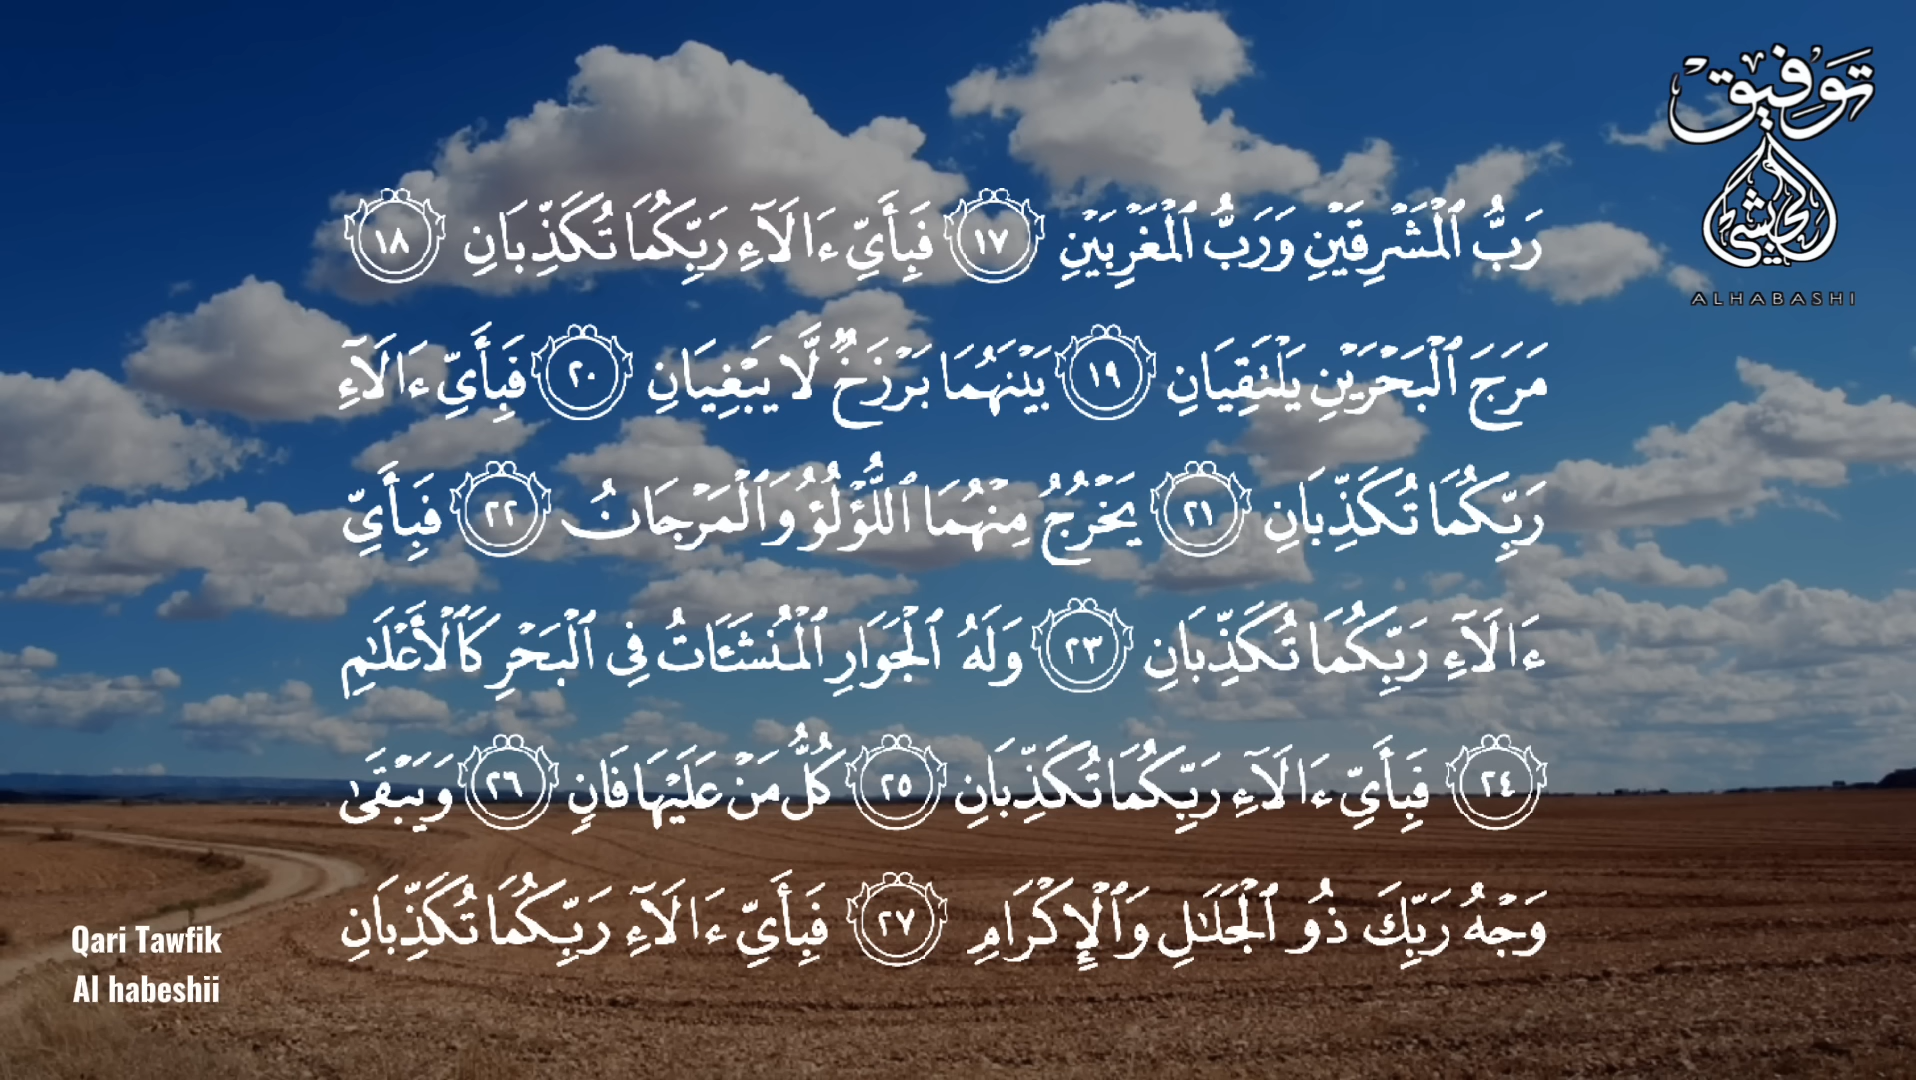 توفيق
الحبشي
ALHABASHI
رَبُّ ٱلْمَشْرِقَيْنِ وَرَبُّ ٱلْمَغْرِبَيْنِ ١٧ فَبِأَىِّ ءَالَآءِ رَبِّكُمَا تُكَذِّبَانِ ١٨
مَرَجَ ٱلْبَحْرَيْنِ يَلْتَقِيَانِ ١٩ بَيْنَهُمَا بَرْزَخٌ لَّا يَبْغِيَانِ ٢٠ فَبِأَىِّ ءَالَآءِ
رَبِّكُمَا تُكَذِّبَانِ ٢١ يَخْرُجُ مِنْهُمَا ٱللُّؤْلُؤُ وَٱلْمَرْجَانُ ٢٢ فَبِأَىِّ
ءَالَآءِ رَبِّكُمَا تُكَذِّبَانِ ٢٣ وَلَهُ ٱلْجَوَارِ ٱلْمُنشَـَٔاتُ فِى ٱلْبَحْرِ كَٱلْأَعْلَـٰمِ
٢٤ فَبِأَىِّ ءَالَآءِ رَبِّكُمَا تُكَذِّبَانِ ٢٥ كُلُّ مَنْ عَلَيْهَا فَانٍ ٢٦ وَيَبْقَىٰ
وَجْهُ رَبِّكَ ذُو ٱلْجَلَـٰلِ وَٱلْإِكْرَامِ ٢٧ فَبِأَىِّ ءَالَآءِ رَبِّكُمَا تُكَذِّبَانِ
Qari Tawfik
Al habeshii